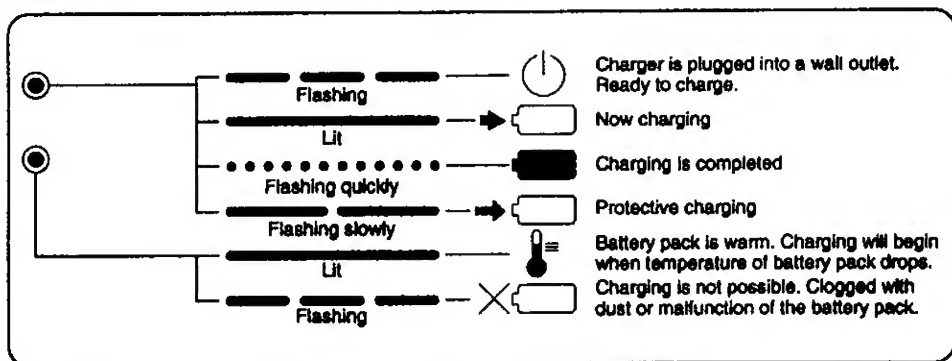 Flashing
Charger is plugged into a wall outlet.
Ready to charge.
Lit
Now charging
Flashing quickly
Charging is completed
Flashing slowly
Protective charging
Lit
Battery pack is warm. Charging will begin
when temperature of battery pack drops.
Flashing
Charging is not possible. Clogged with
dust or malfunction of the battery pack.